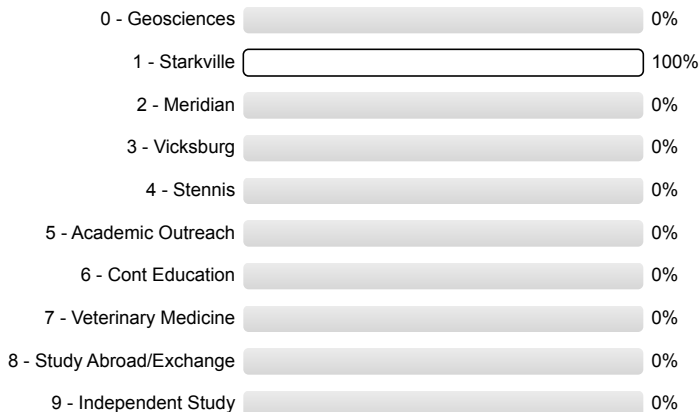 0 - Geosciences 0%
1 - Starkville 100%
2 - Meridian 0%
3 - Vicksburg 0%
4 - Stennis 0%
5 - Academic Outreach 0%
6 - Cont Education 0%
7 - Veterinary Medicine 0%
8 - Study Abroad/Exchange 0%
9 - Independent Study 0%